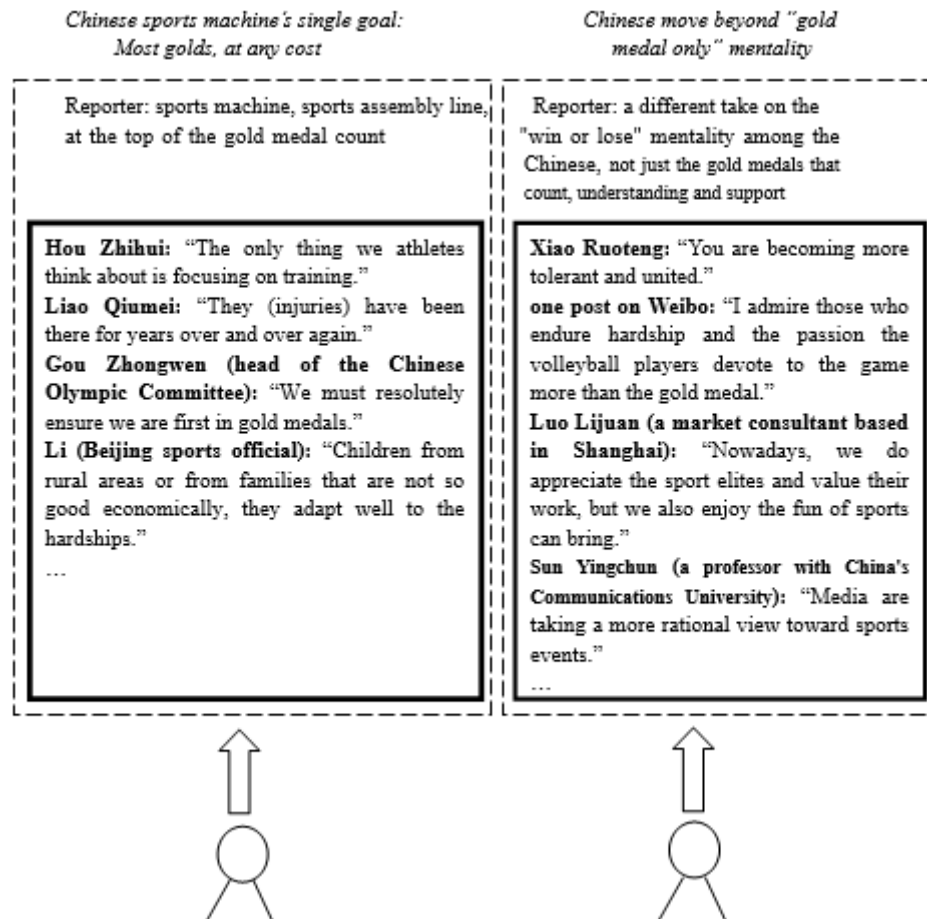 Chinese sports machine´s single goal:
Most golds, at any cost
Reporter: sports machine, sports assembly line,
at the top of the gold medal count
Hou Zhihui: “The only thing we athletes
think about is focusing on training.”
Liao Qiumei: “They (injuries) have been
there for years over and over again.”
Gou Zhongwen (head of the Chinese
Olympic Committee): “We must resolutely
ensure we are first in gold medals.”
Li (Beijing sports official): “Children from
rural areas or from families that are not so
good economically, they adapt well to the
hardships.”
…
Chinese move beyond ˝gold
medal only˝ mentality
Reporter: a different take on the
"win or lose" mentality among the
Chinese, not just the gold medals that
count, understanding and support
Xiao Ruoteng: “You are becoming more
tolerant and united.”
one post on Weibo: “I admire those who
endure hardship and the passion the
volleyball players devote to the game
more than the gold medal.”
Luo Lijuan (a market consultant based
in Shanghai): “Nowadays, we do
appreciate the sport elites and value their
work, but we also enjoy the fun of sports
can bring.”
Sun Yingchun (a professor with China's
Communications University): “Media are
taking a more rational view toward sports
events.”
…